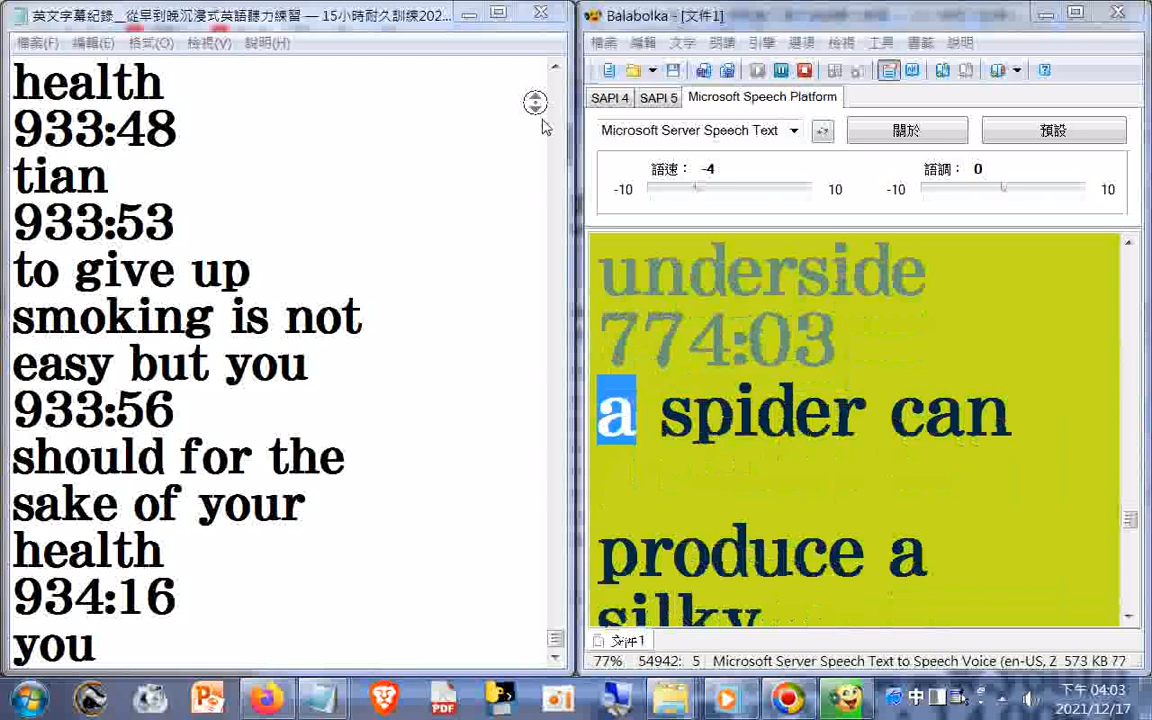 英文字幕紀錄__從早到晚沉浸式英語聽力練習 — 15小時耐久訓練202...
檔案(F) 編輯(E) 格式(O) 檢視(V) 說明(H)
health
933:48
tian
933:53
to give up
smoking is not
easy but you
933:56
should for the
sake of your
health
934:16
you
Balabolka - [文件1]
檔案 編輯 文字 朗讀 引擎 選項 檢視 工具 書籤 說明
SAPI 4 SAPI 5 Microsoft Speech Platform
Microsoft Server Speech Text 關於 預設
語速: -4 語調: 0
-10 10 -10 10
underside
774:03
a spider can
produce a
silky
文件1
77% 54942: 5 Microsoft Server Speech Text to Speech Voice (en-US, Z 573 KB 77
PDF
中
下午 04:03
2021/12/17